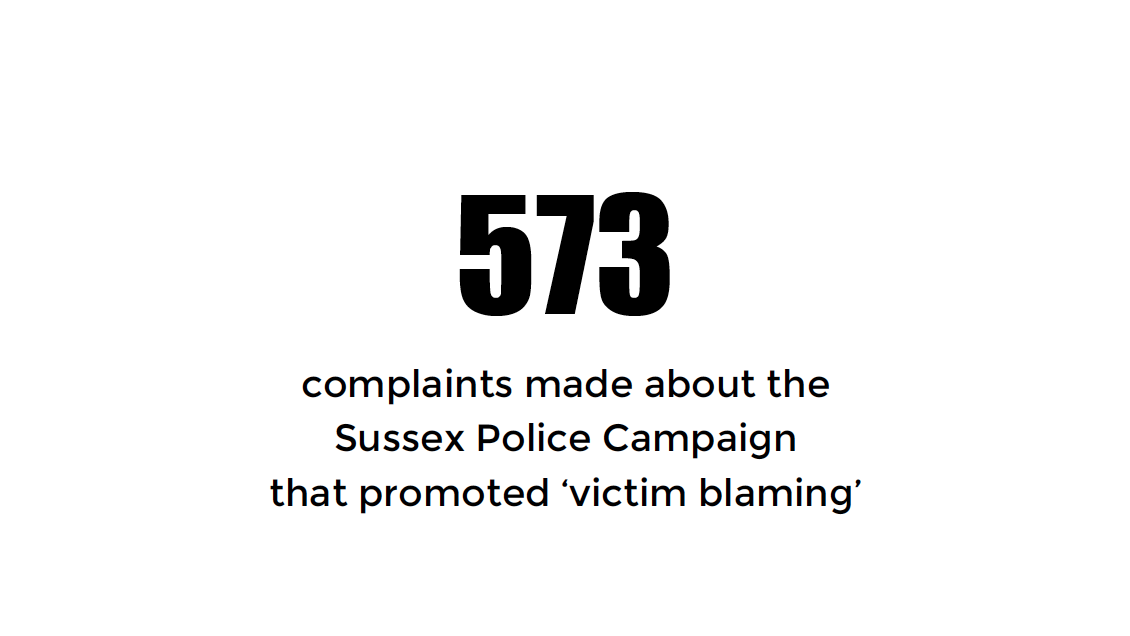 573
complaints made about the
Sussex Police Campaign
that promoted ‘victim blaming’